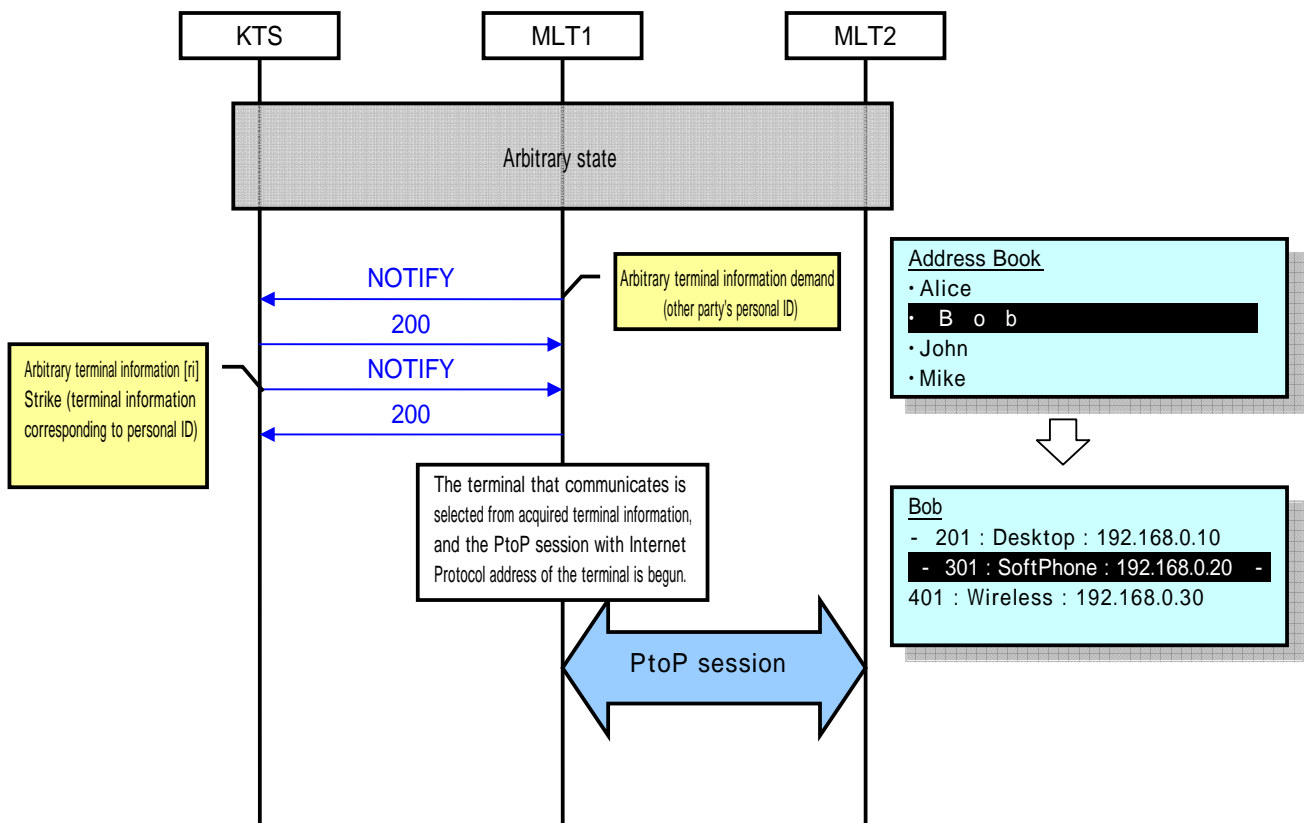 KTS
MLT1
MLT2
Arbitrary state
NOTIFY
Arbitrary terminal information demand
(other party's personal ID)
200
Arbitrary terminal information [ri]
Strike (terminal information
corresponding to personal ID)
NOTIFY
200
The terminal that communicates is
selected from acquired terminal information,
and the PtoP session with Internet
Protocol address of the terminal is begun.
PtoP session
Address Book
・Alice
・ B o b
・John
・Mike
Bob
- 201 : Desktop : 192.168.0.10
- 301 : SoftPhone : 192.168.0.20 -
401 : Wireless : 192.168.0.30